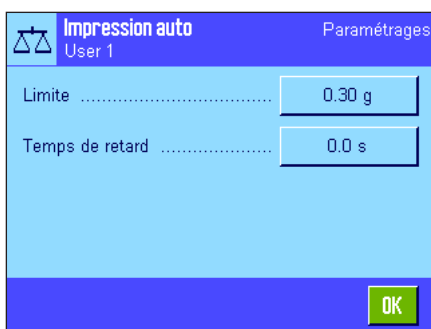 Impression auto Paramétrages
User 1
Limite .................................. 0.30 g
Temps de retard ..................... 0.0 s
OK